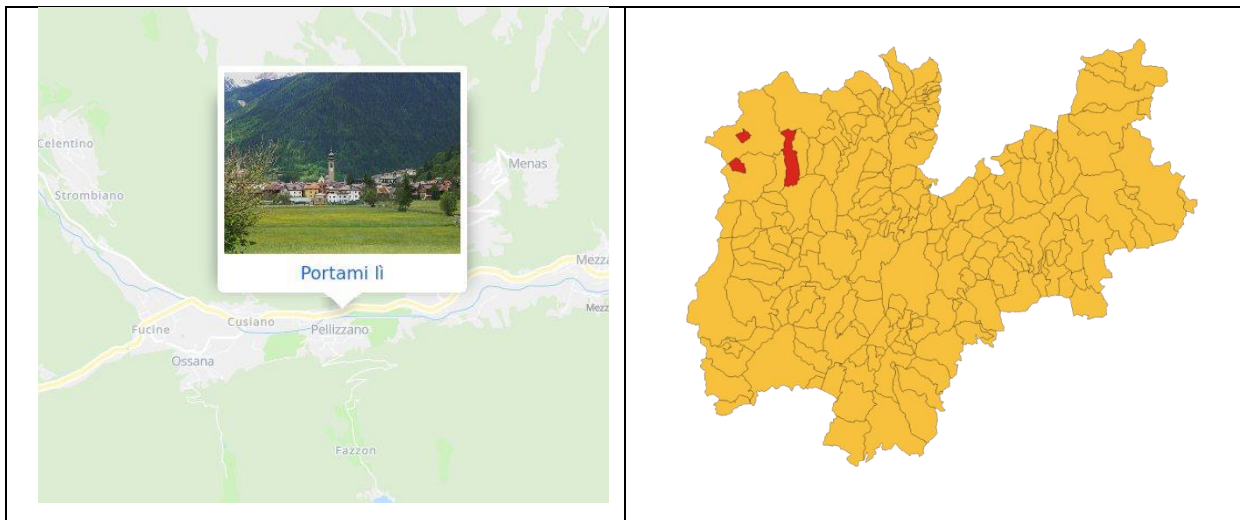 Celentino
Menas
Strombiano
Portami lì
Mezza
Mezz
Cusiano
Fucine
Pellizzano
Ossana
Fazzon